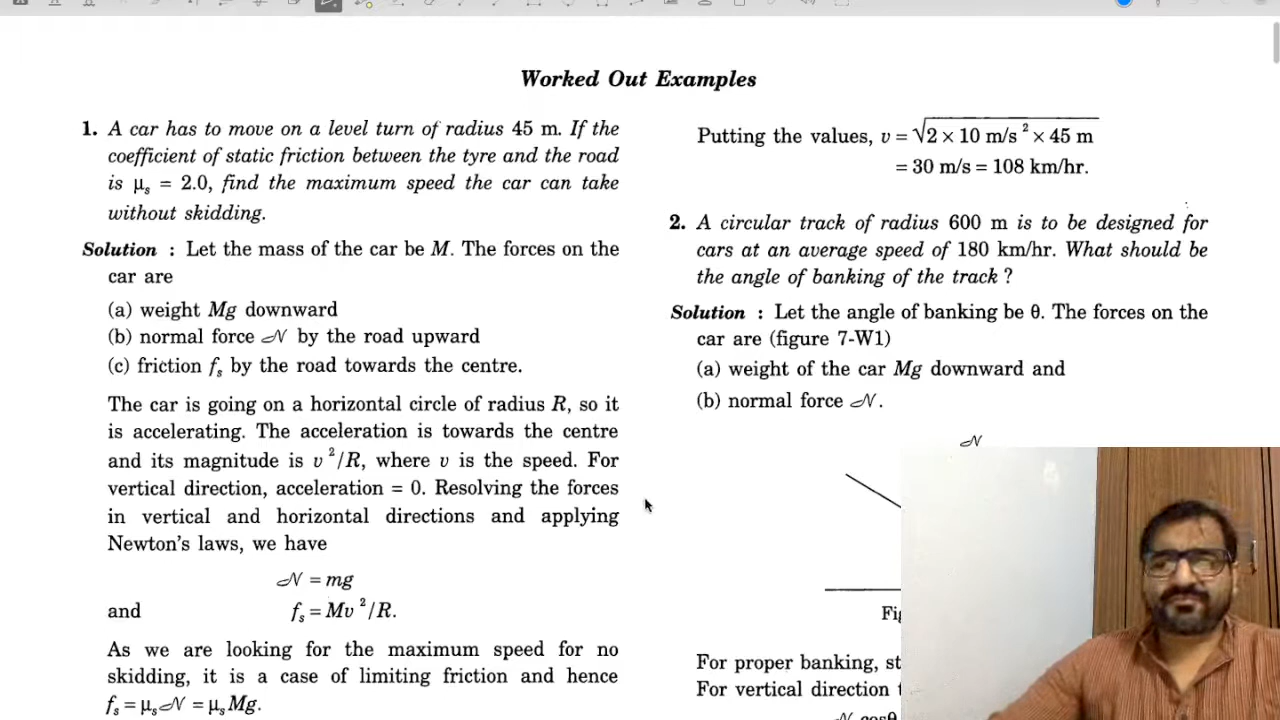 Worked Out Examples
1. A car has to move on a level turn of radius 45 m. If the
coefficient of static friction between the tyre and the road
is μₛ = 2.0, find the maximum speed the car can take
without skidding.
Solution : Let the mass of the car be M. The forces on the
car are
(a) weight Mg downward
(b) normal force 𝒩 by the road upward
(c) friction fₛ by the road towards the centre.
The car is going on a horizontal circle of radius R, so it
is accelerating. The acceleration is towards the centre
and its magnitude is v²/R, where v is the speed. For
vertical direction, acceleration = 0. Resolving the forces
in vertical and horizontal directions and applying
Newton's laws, we have
𝒩 = mg
and fₛ = Mv²/R.
As we are looking for the maximum speed for no
skidding, it is a case of limiting friction and hence
fₛ = μₛ𝒩 = μₛMg.
Putting the values, v = √2 × 10 m/s² × 45 m
= 30 m/s = 108 km/hr.
2. A circular track of radius 600 m is to be designed for
cars at an average speed of 180 km/hr. What should be
the angle of banking of the track ?
Solution : Let the angle of banking be θ. The forces on the
car are (figure 7-W1)
(a) weight of the car Mg downward and
(b) normal force 𝒩.
𝒩
For proper banking,
For vertical direction
𝒩 cosθ